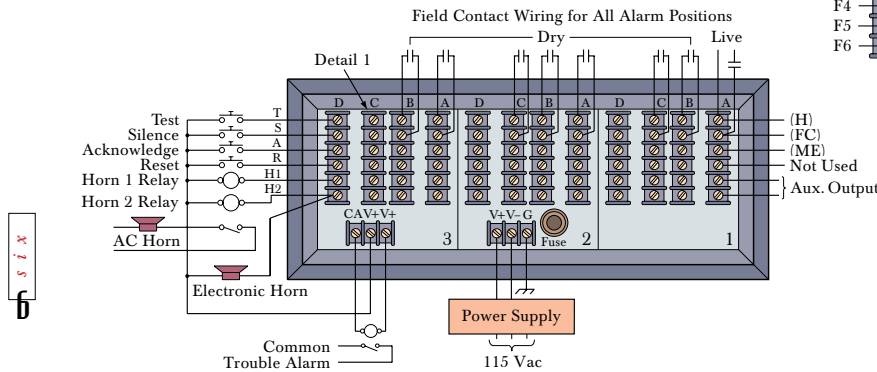 Field Contact Wiring for All Alarm Positions
Dry
Live
F4
F5
F6
Detail 1
D C B A D C B A D C B A
Test T
Silence S
Acknowledge A
Reset R
Horn 1 Relay H1
Horn 2 Relay H2
(H)
(FC)
(ME)
Not Used
Aux. Output
AC Horn
CA V+ V+
3
V+ V– G
Fuse
2
1
Electronic Horn
Power Supply
115 Vac
Common
Trouble Alarm
six
6